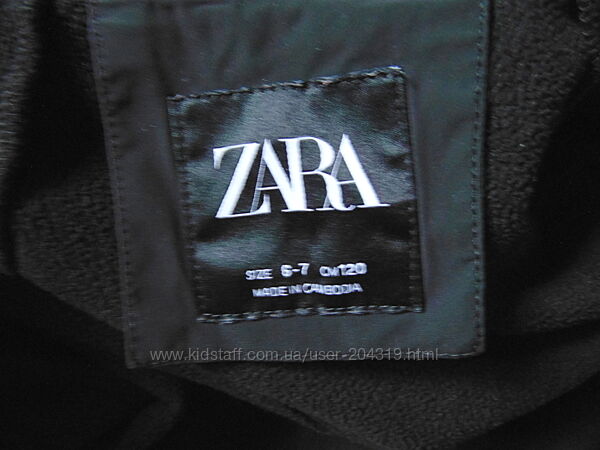 ZARA
SIZE 6-7 CM120
MADE IN CAMBODIA
www.kidstaff.com.ua/user-204319.html